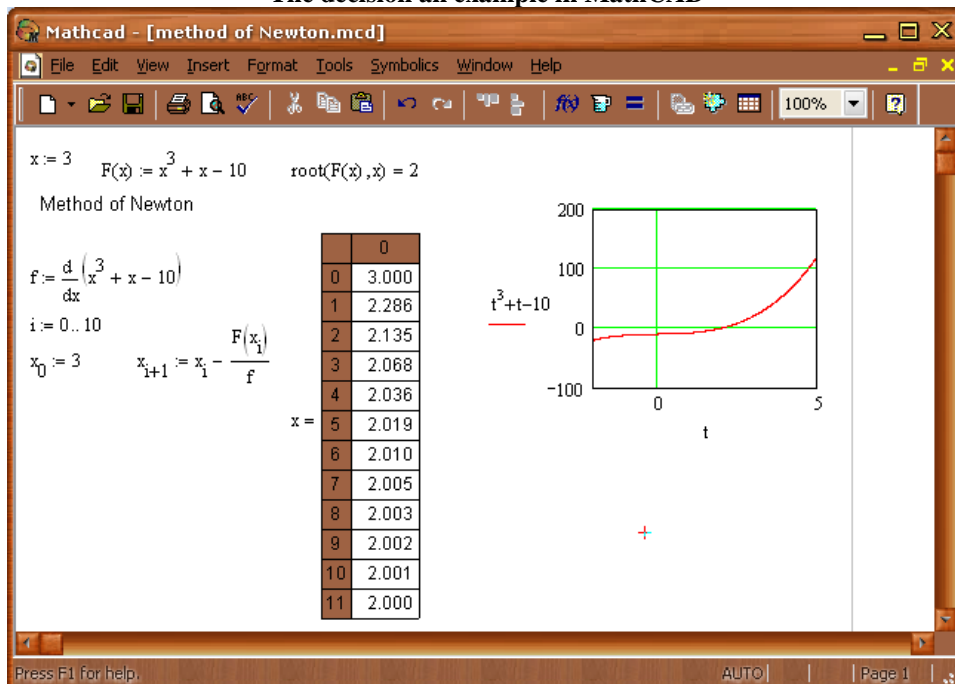 The decision an example in MathCAD
Mathcad - [method of Newton.mcd]
File Edit View Insert Format Tools Symbolics Window Help
100%
x := 3 F(x) := x^3 + x − 10 root(F(x),x) = 2
Method of Newton
f := d/dx (x^3 + x − 10)
i := 0.. 10
x_0 := 3 x_{i+1} := x_i − F(x_i)/f
x =
0
0 3.000
1 2.286
2 2.135
3 2.068
4 2.036
5 2.019
6 2.010
7 2.005
8 2.003
9 2.002
10 2.001
11 2.000
t^3+t−10
200
100
0
−100
0 5
t
Press F1 for help. AUTO Page 1